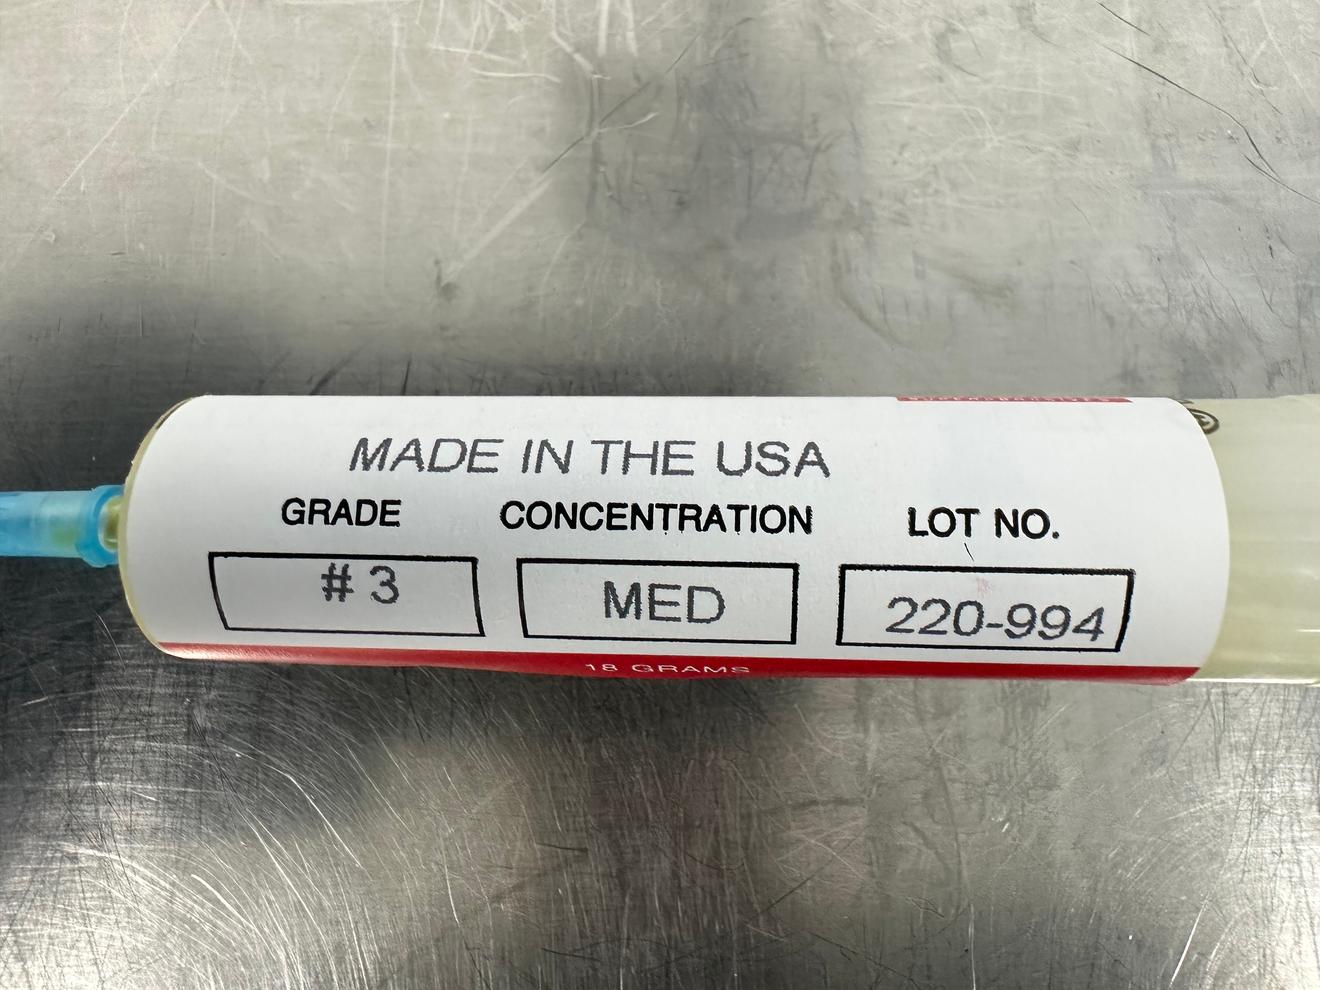 MADE IN THE USA
GRADE CONCENTRATION LOT NO.
# 3 MED 220-994
18 GRAMS